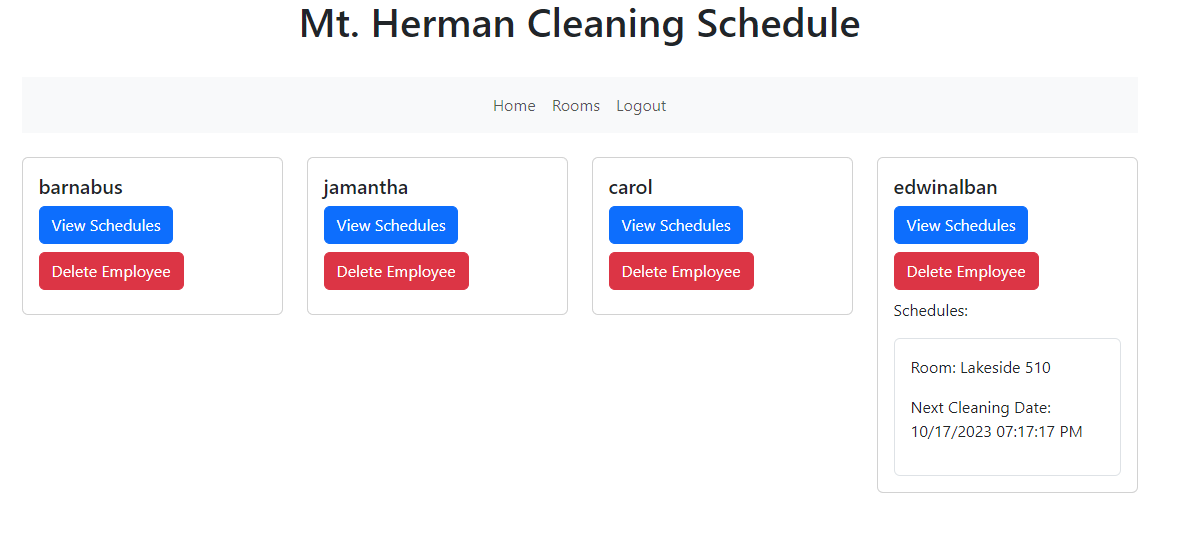 Mt. Herman Cleaning Schedule
Home Rooms Logout
barnabus
View Schedules
Delete Employee
jamantha
View Schedules
Delete Employee
carol
View Schedules
Delete Employee
edwinalban
View Schedules
Delete Employee
Schedules:
Room: Lakeside 510
Next Cleaning Date:
10/17/2023 07:17:17 PM